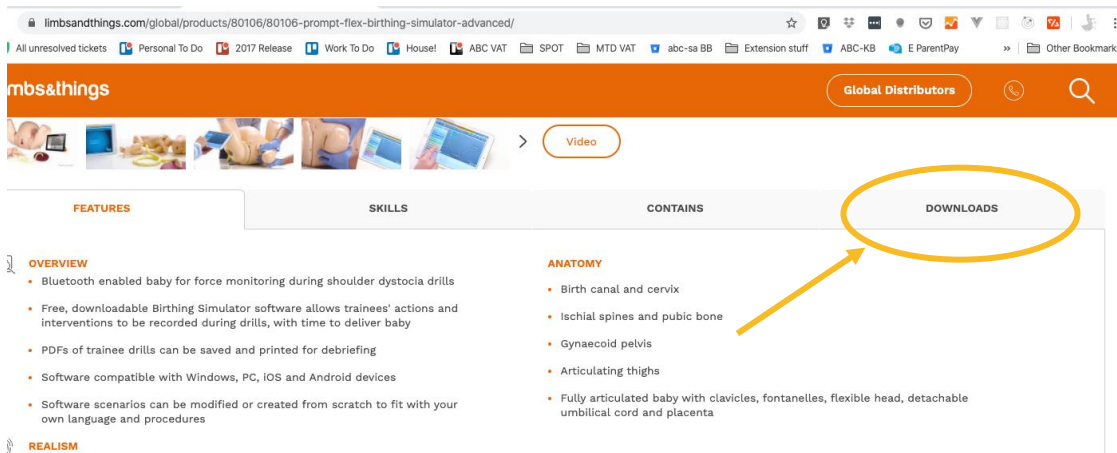 limbsandthings.com/global/products/80106/80106-prompt-flex-birthing-simulator-advanced/
All unresolved tickets Personal To Do 2017 Release Work To Do House! ABC VAT SPOT MTD VAT abc-sa BB Extension stuff ABC-KB E ParentPay » Other Bookmark
mbs&things Global Distributors
Video
FEATURES SKILLS CONTAINS DOWNLOADS
OVERVIEW
• Bluetooth enabled baby for force monitoring during shoulder dystocia drills
• Free, downloadable Birthing Simulator software allows trainees' actions and
interventions to be recorded during drills, with time to deliver baby
• PDFs of trainee drills can be saved and printed for debriefing
• Software compatible with Windows, PC, iOS and Android devices
• Software scenarios can be modified or created from scratch to fit with your
own language and procedures
REALISM
ANATOMY
• Birth canal and cervix
• Ischial spines and pubic bone
• Gynaecoid pelvis
• Articulating thighs
• Fully articulated baby with clavicles, fontanelles, flexible head, detachable
umbilical cord and placenta